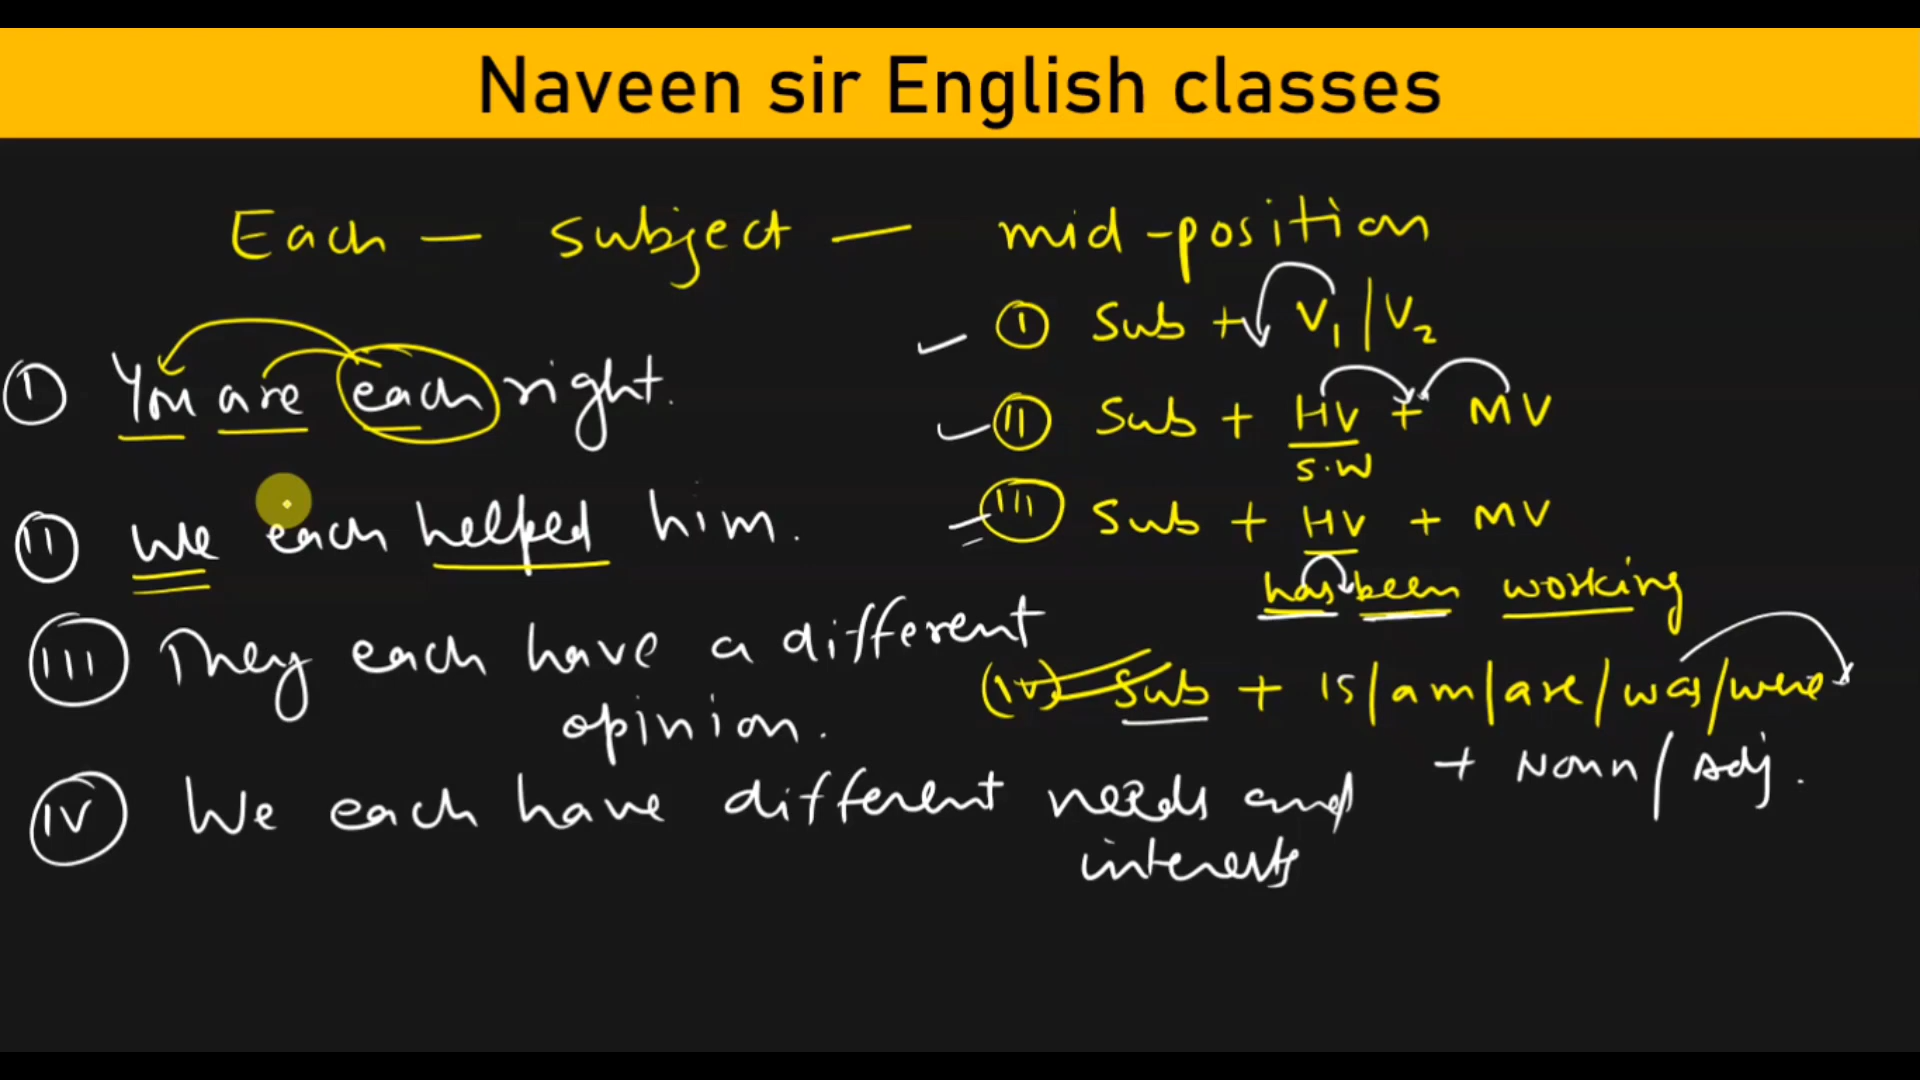 Naveen sir English classes
Each — subject — mid-position
(I) You are each right.
(II) We each helped him.
(III) They each have a different
opinion.
(IV) We each have different needs and
interests
(I) Sub + V1/V2
(II) Sub + HV + MV
S.W
(III) Sub + HV + MV
has been working
(iv) Sub + is/am/are/was/were
+ Noun/Adj.